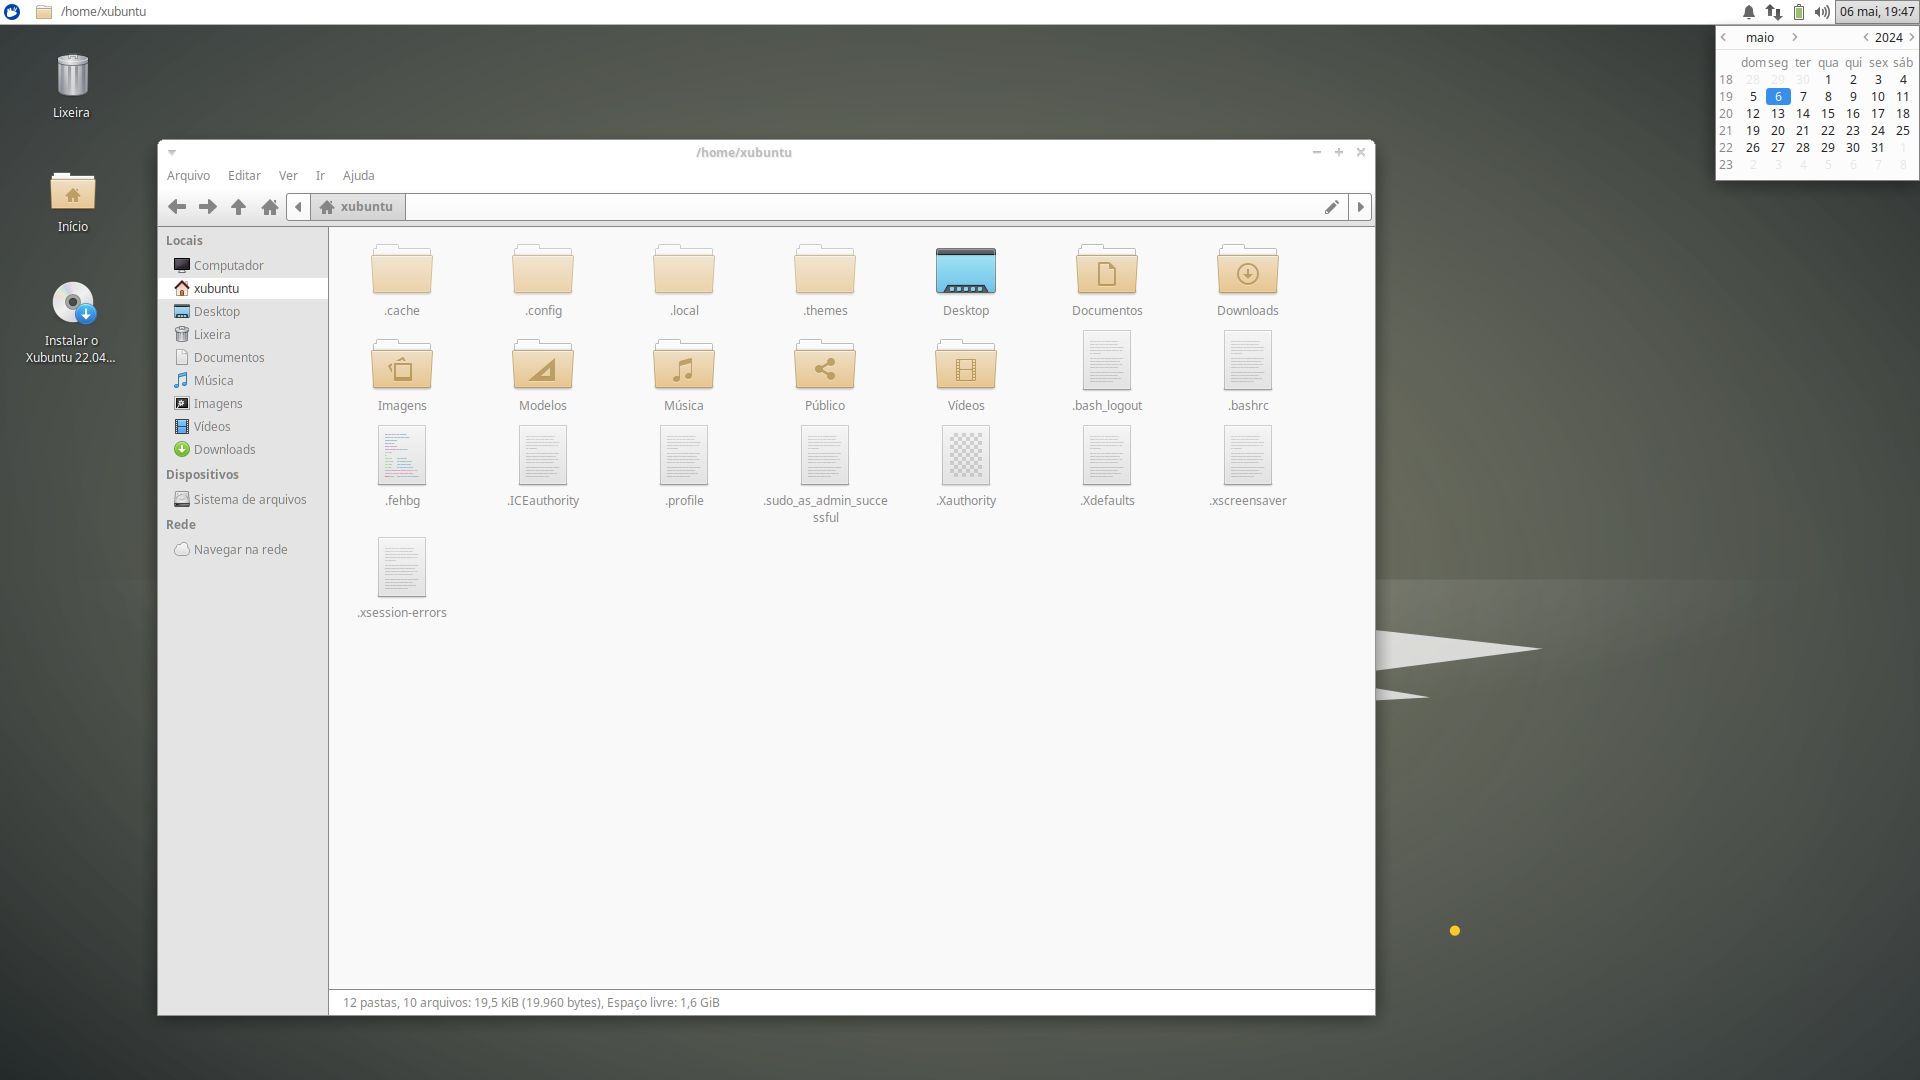 /home/xubuntu
06 mai, 19:47
maio 2024
dom seg ter qua qui sex sáb
18 28 29 30 1 2 3 4
19 5 6 7 8 9 10 11
20 12 13 14 15 16 17 18
21 19 20 21 22 23 24 25
22 26 27 28 29 30 31 1
23 2 3 4 5 6 7 8
Lixeira
Início
Instalar o
Xubuntu 22.04...
/home/xubuntu
Arquivo Editar Ver Ir Ajuda
xubuntu
Locais
Computador
xubuntu
Desktop
Lixeira
Documentos
Música
Imagens
Vídeos
Downloads
Dispositivos
Sistema de arquivos
Rede
Navegar na rede
.cache .config .local .themes Desktop Documentos Downloads
Imagens Modelos Música Público Vídeos .bash_logout .bashrc
.fehbg .ICEauthority .profile .sudo_as_admin_succe .Xauthority .Xdefaults .xscreensaver
ssful
.xsession-errors
12 pastas, 10 arquivos: 19,5 KiB (19.960 bytes), Espaço livre: 1,6 GiB